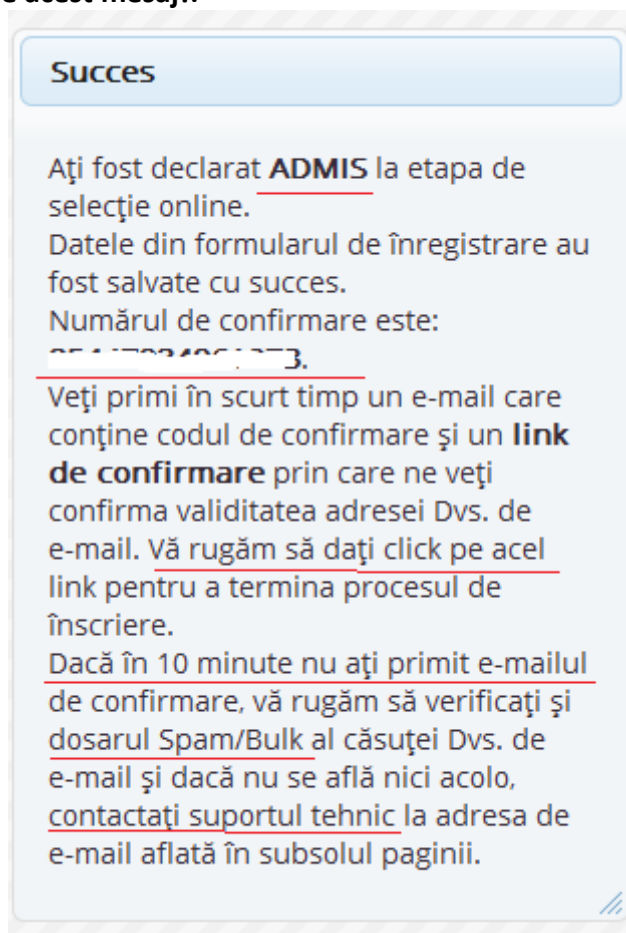 acest mesaj..
Succes
Aţi fost declarat ADMIS la etapa de
selecţie online.
Datele din formularul de înregistrare au
fost salvate cu succes.
Numărul de confirmare este:
Veţi primi în scurt timp un e-mail care
conţine codul de confirmare şi un link
de confirmare prin care ne veţi
confirma validitatea adresei Dvs. de
e-mail. Vă rugăm să daţi click pe acel
link pentru a termina procesul de
înscriere.
Dacă în 10 minute nu aţi primit e-mailul
de confirmare, vă rugăm să verificaţi şi
dosarul Spam/Bulk al căsuţei Dvs. de
e-mail şi dacă nu se află nici acolo,
contactaţi suportul tehnic la adresa de
e-mail aflată în subsolul paginii.